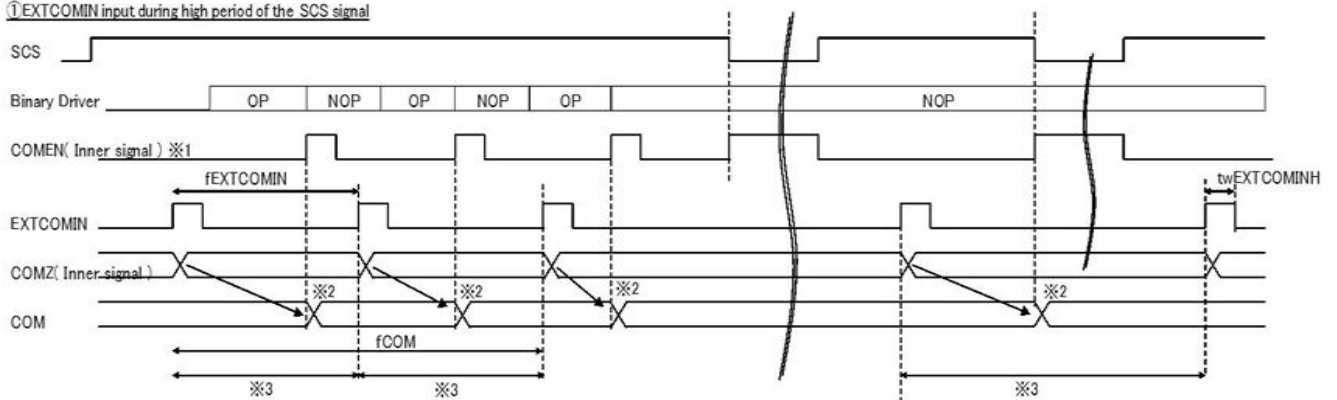 ①EXTCOMIN input during high period of the SCS signal
SCS
Binary Driver OP NOP OP NOP OP NOP
COMEN( Inner signal ) ※1
fEXTCOMIN twEXTCOMINH
EXTCOMIN
COMZ( Inner signal )
※2 ※2 ※2 ※2
COM
fCOM
※3 ※3 ※3